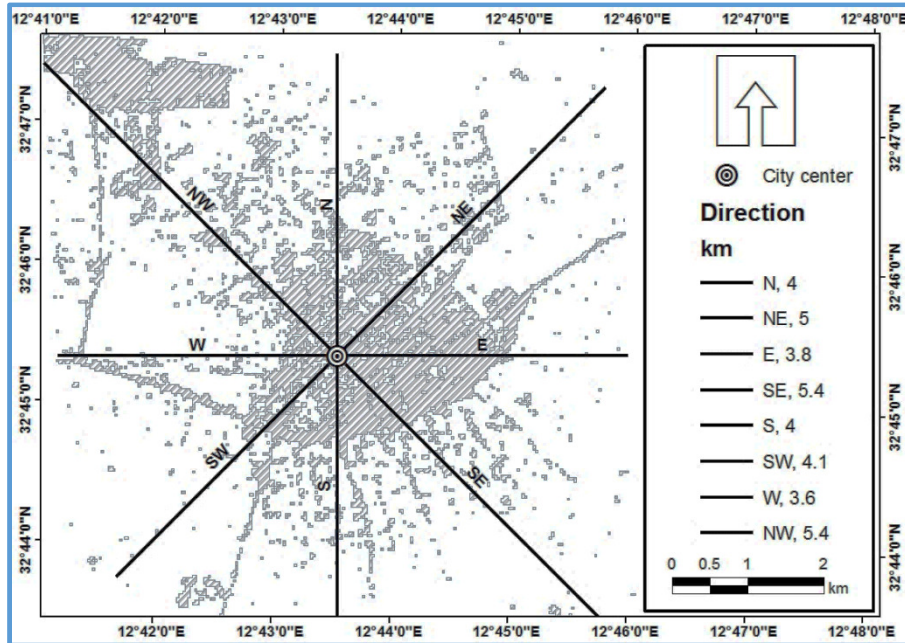 12°41'0"E 12°42'0"E 12°43'0"E 12°44'0"E 12°45'0"E 12°46'0"E 12°47'0"E 12°48'0"E
32°47'0"N
32°46'0"N
32°45'0"N
32°44'0"N
NW
N
NE
W
E
SW
S
SE
City center
Direction
km
N, 4
NE, 5
E, 3.8
SE, 5.4
S, 4
SW, 4.1
W, 3.6
NW, 5.4
0 0.5 1 2
km
32°47'0"N
32°46'0"N
32°45'0"N
32°44'0"N
12°42'0"E 12°43'0"E 12°44'0"E 12°45'0"E 12°46'0"E 12°47'0"E 12°48'0"E